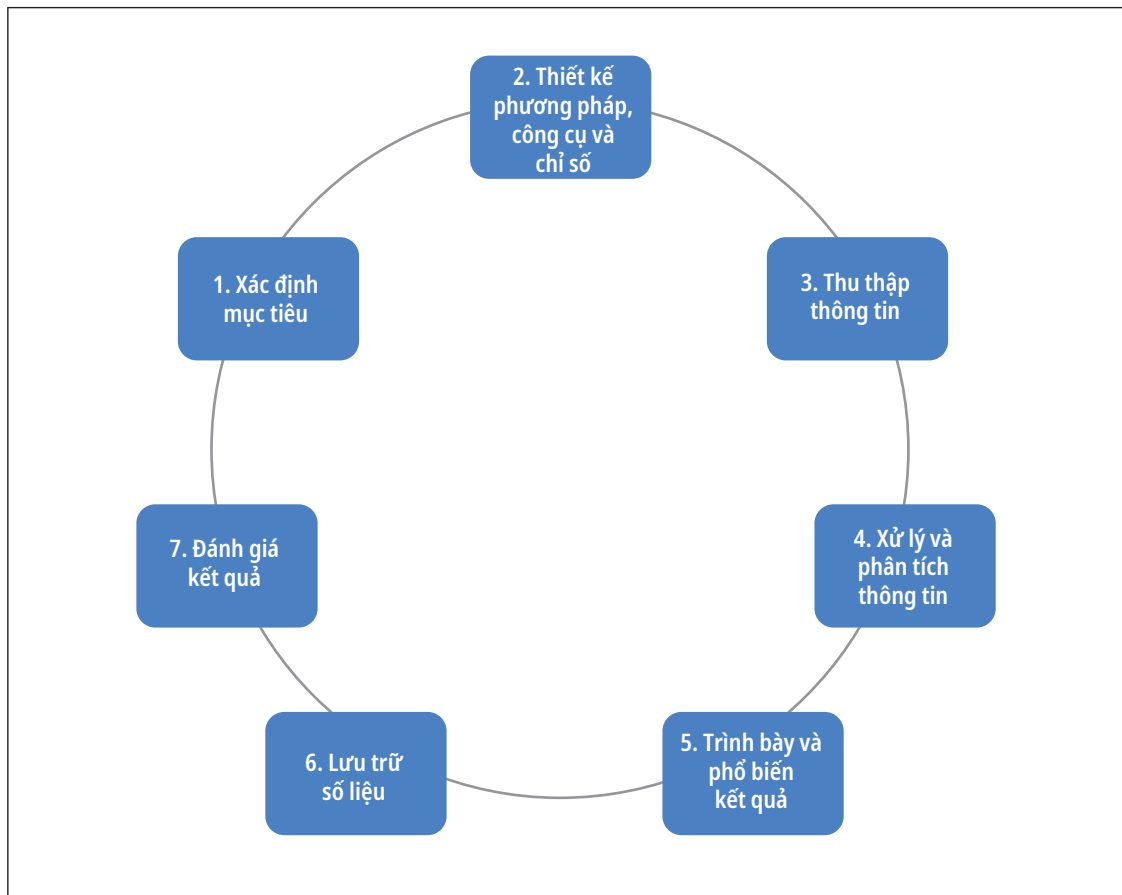 2. Thiết kế
phương pháp,
công cụ và
chỉ số
1. Xác định
mục tiêu
3. Thu thập
thông tin
7. Đánh giá
kết quả
4. Xử lý và
phân tích
thông tin
6. Lưu trữ
số liệu
5. Trình bày và
phổ biến
kết quả